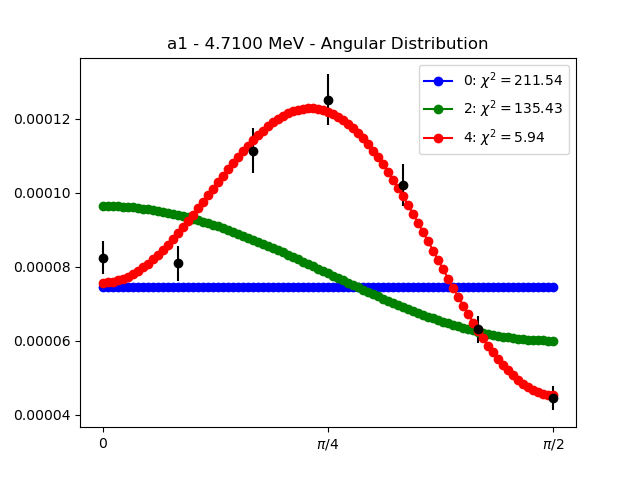 a1 - 4.7100 MeV - Angular Distribution
0: χ² = 211.54
2: χ² = 135.43
4: χ² = 5.94
0.00012
0.00010
0.00008
0.00006
0.00004
0
π/4
π/2